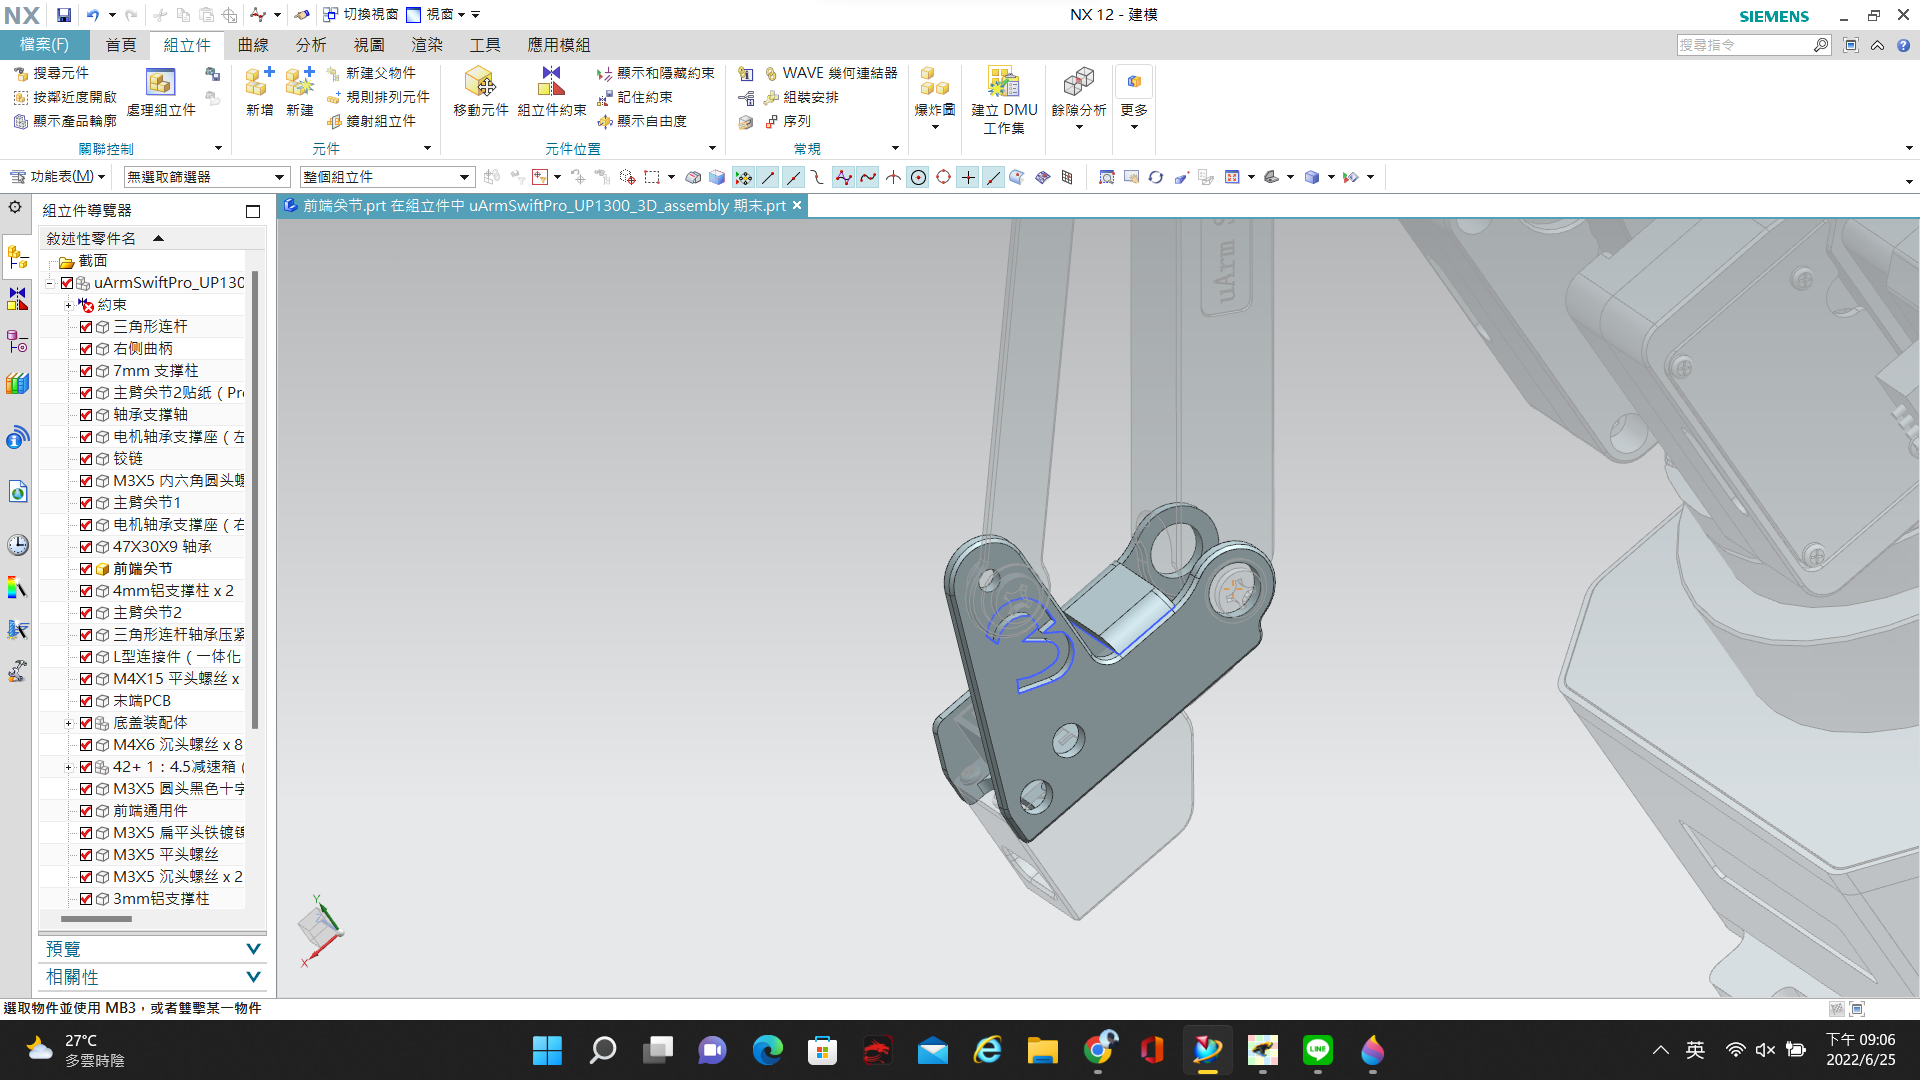 NX 切換視窗 視窗 NX 12 - 建模 SIEMENS
檔案(F) 首頁 組立件 曲線 分析 視圖 渲染 工具 應用模組 搜尋指令
搜尋元件 新建父物件 顯示和隱藏約束 WAVE 幾何連結器
按鄰近度開啟 規則排列元件 記住約束 組裝安排
顯示產品輪廓 鏡射組立件 顯示自由度 序列
處理組立件 新增 新建 移動元件 組立件約束 爆炸圖 建立 DMU 工作集 餘隙分析 更多
關聯控制 元件 元件位置 常規
功能表(M) 無選取篩選器 整個組立件
組立件導覽器
前端关节.prt 在組立件中 uArmSwiftPro_UP1300_3D_assembly 期末.prt
敘述性零件名
截面
uArmSwiftPro_UP130
約束
三角形连杆
右侧曲柄
7mm 支撑柱
主臂关节2贴纸 ( Pr
轴承支撑轴
电机轴承支撑座 ( 左
铰链
M3X5 内六角圆头螺
主臂关节1
电机轴承支撑座 ( 右
47X30X9 轴承
前端关节
4mm铝支撑柱 x 2
主臂关节2
三角形连杆轴承压紧
L型连接件 ( 一体化
M4X15 平头螺丝 x
末端PCB
底盖装配体
M4X6 沉头螺丝 x 8
42+ 1：4.5减速箱 (
M3X5 圆头黑色十字
前端通用件
M3X5 扁平头铁镀镍
M3X5 平头螺丝
M3X5 沉头螺丝 x 2
3mm铝支撑柱
預覽
相關性
uArm
3
Y
X
選取物件並使用 MB3，或者雙擊某一物件
27°C
多雲時陰
LINE
英
下午 09:06
2022/6/25